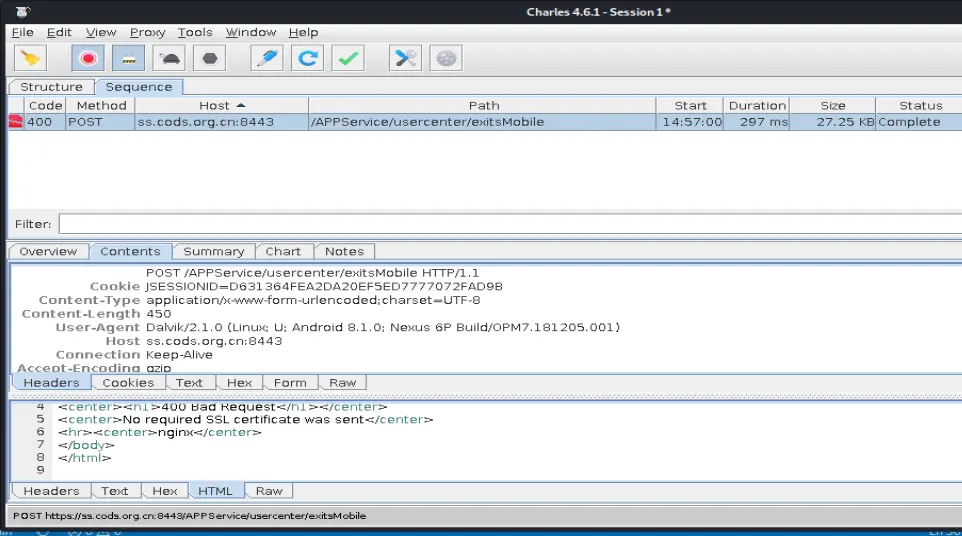 Charles 4.6.1 - Session 1 *
File Edit View Proxy Tools Window Help
Structure Sequence
Code Method Host Path Start Duration Size Status
400 POST ss.cods.org.cn:8443 /APPService/usercenter/exitsMobile 14:57:00 297 ms 27.25 KB Complete
Filter:
Overview Contents Summary Chart Notes
POST /APPService/usercenter/exitsMobile HTTP/1.1
Cookie JSESSIONID=D631364FEA2DA20EF5ED7777072FAD9B
Content-Type application/x-www-form-urlencoded;charset=UTF-8
Content-Length 450
User-Agent Dalvik/2.1.0 (Linux; U; Android 8.1.0; Nexus 6P Build/OPM7.181205.001)
Host ss.cods.org.cn:8443
Connection Keep-Alive
Accept-Encoding gzip
Headers Cookies Text Hex Form Raw
4 <center><h1>400 Bad Request</h1></center>
5 <center>No required SSL certificate was sent</center>
6 <hr><center>nginx</center>
7 </body>
8 </html>
9
Headers Text Hex HTML Raw
POST https://ss.cods.org.cn:8443/APPService/usercenter/exitsMobile